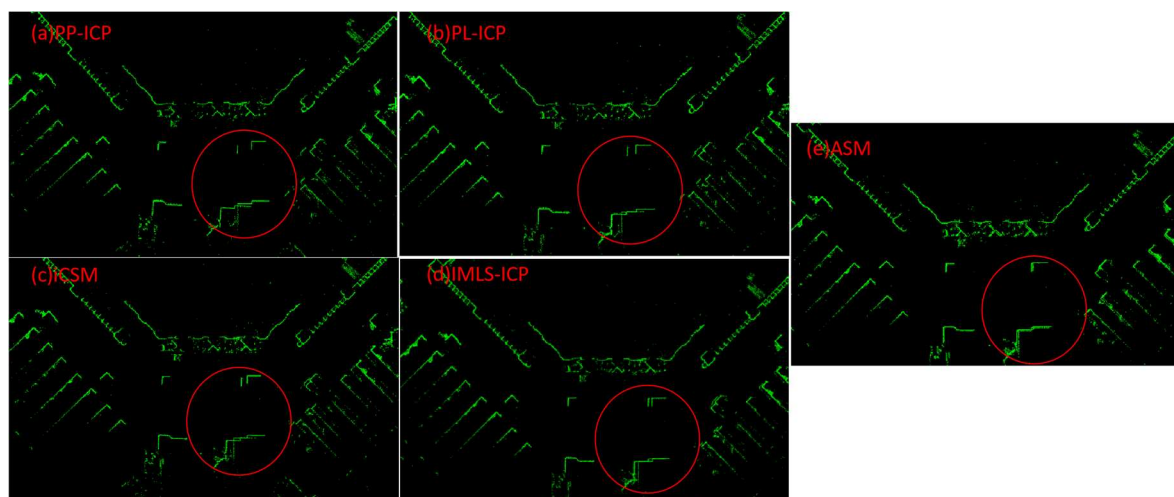 (a)PP-ICP
(b)PL-ICP
(c)ICSM
(d)IMLS-ICP
(e)ASM